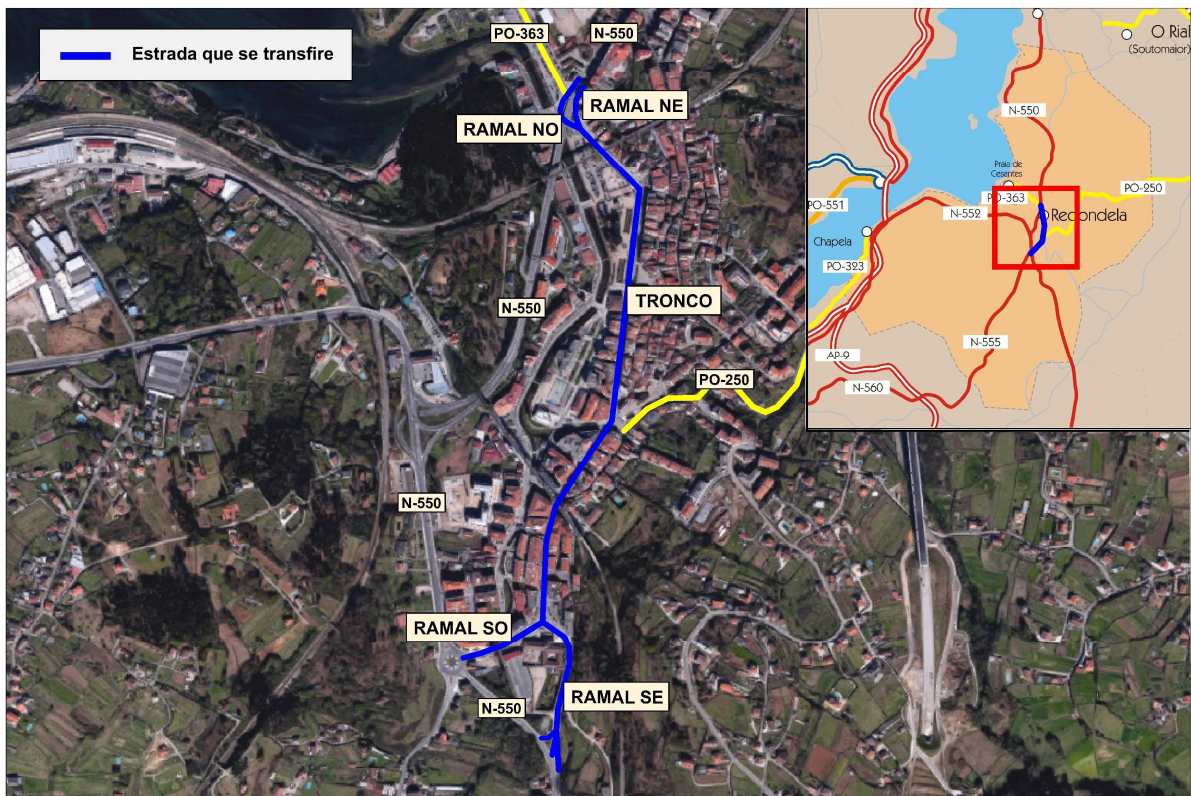 Estrada que se transfire
PO-363
N-550
RAMAL NE
RAMAL NO
N-550
TRONCO
PO-250
N-550
RAMAL SO
RAMAL SE
N-550
Rial
(Soutomaior)
N-550
Praia de
Cesantes
PO-250
PO-363
PO-551
N-552
Redondela
Chapela
PO-323
N-555
AP-9
N-560